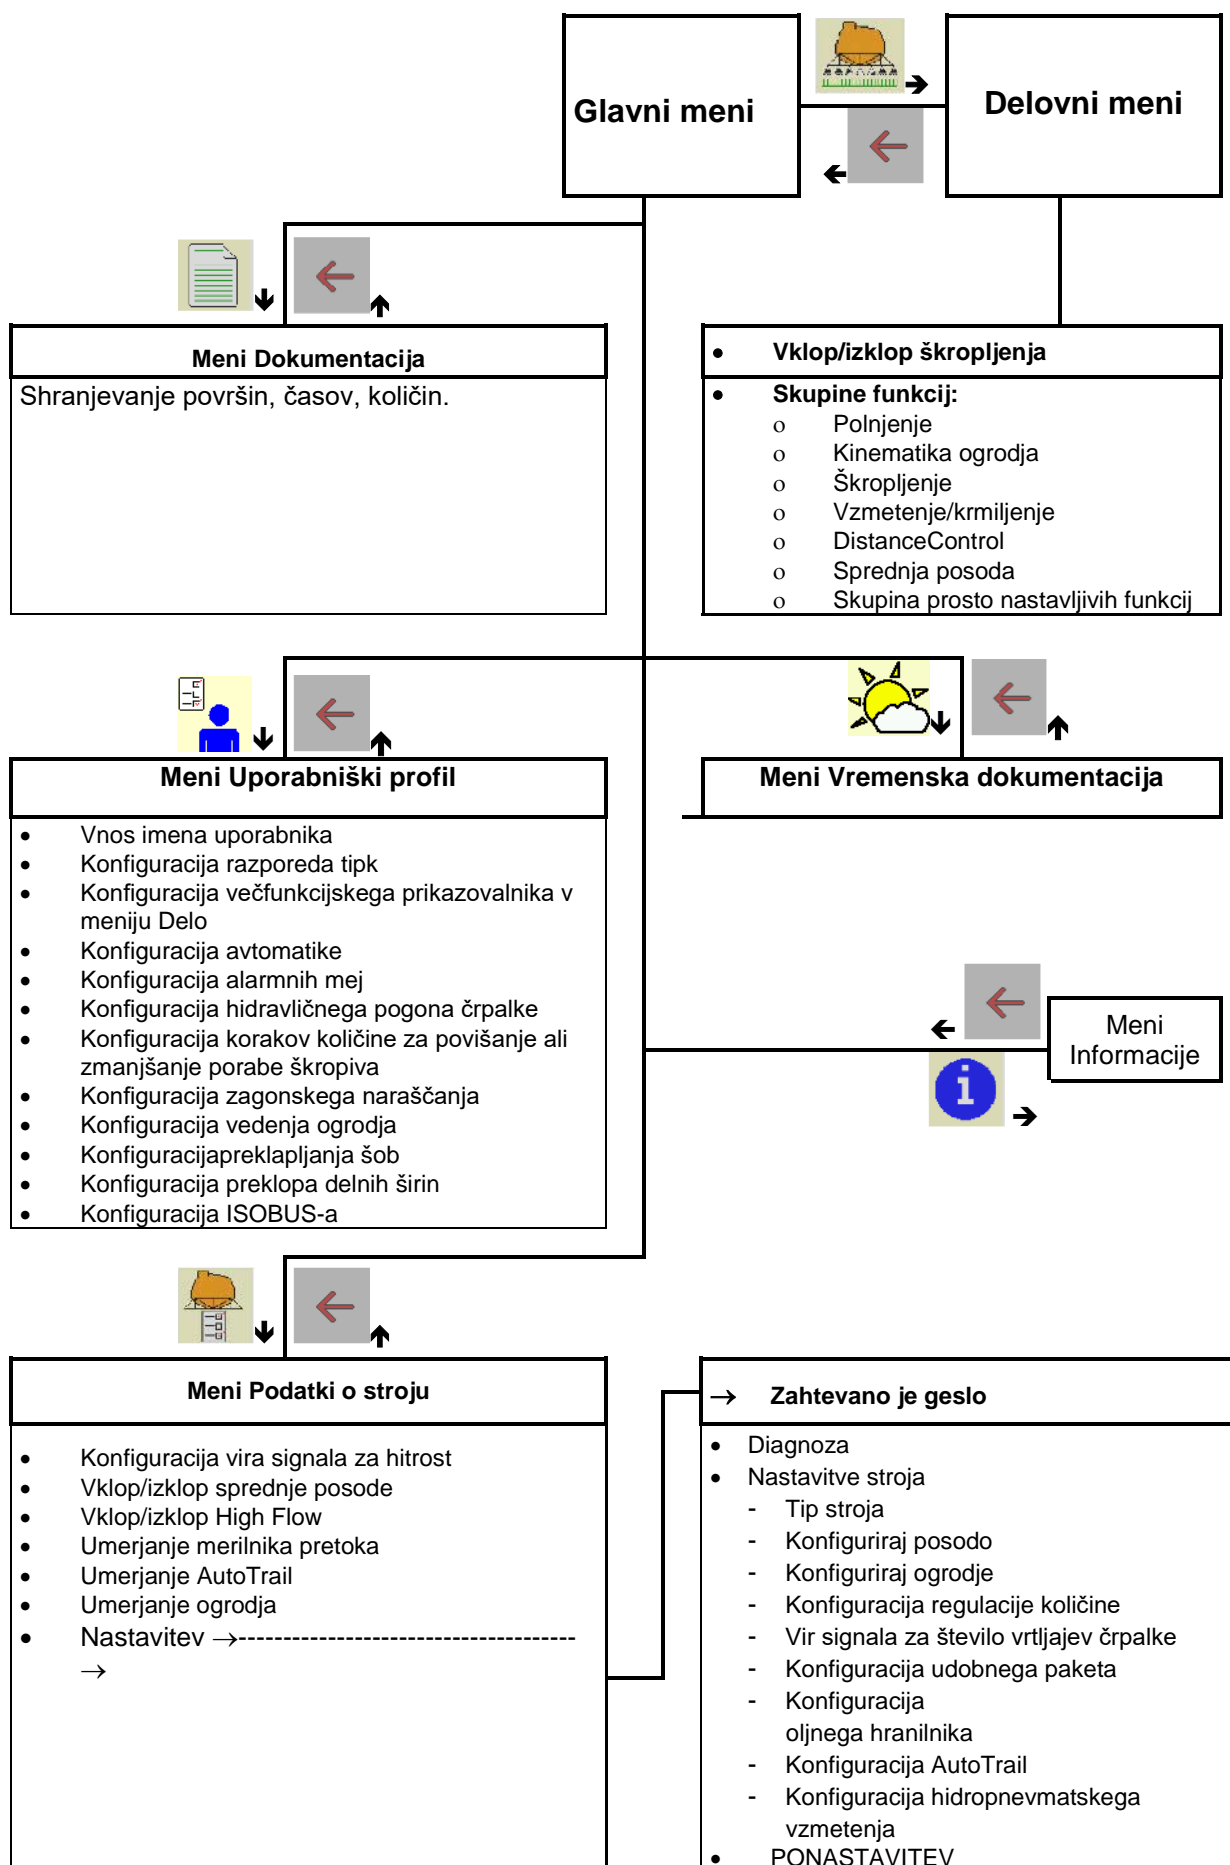 Glavni meni
Delovni meni
Meni Dokumentacija
Shranjevanje površin, časov, količin.
• Vklop/izklop škropljenja
• Skupine funkcij:
o Polnjenje
o Kinematika ogrodja
o Škropljenje
o Vzmetenje/krmiljenje
o DistanceControl
o Sprednja posoda
o Skupina prosto nastavljivih funkcij
Meni Uporabniški profil
• Vnos imena uporabnika
• Konfiguracija razporeda tipk
• Konfiguracija večfunkcijskega prikazovalnika v
meniju Delo
• Konfiguracija avtomatike
• Konfiguracija alarmnih mej
• Konfiguracija hidravličnega pogona črpalke
• Konfiguracija korakov količine za povišanje ali
zmanjšanje porabe škropiva
• Konfiguracija zagonskega naraščanja
• Konfiguracija vedenja ogrodja
• Konfiguracijapreklapljanja šob
• Konfiguracija preklopa delnih širin
• Konfiguracija ISOBUS-a
Meni Vremenska dokumentacija
Meni
Informacije
i
Meni Podatki o stroju
• Konfiguracija vira signala za hitrost
• Vklop/izklop sprednje posode
• Vklop/izklop High Flow
• Umerjanje merilnika pretoka
• Umerjanje AutoTrail
• Umerjanje ogrodja
• Nastavitev →--------------------------------------
→
→ Zahtevano je geslo
• Diagnoza
• Nastavitve stroja
- Tip stroja
- Konfiguriraj posodo
- Konfiguriraj ogrodje
- Konfiguracija regulacije količine
- Vir signala za število vrtljajev črpalke
- Konfiguracija udobnega paketa
- Konfiguracija
oljnega hranilnika
- Konfiguracija AutoTrail
- Konfiguracija hidropnevmatskega
vzmetenja
• PONASTAVITEV